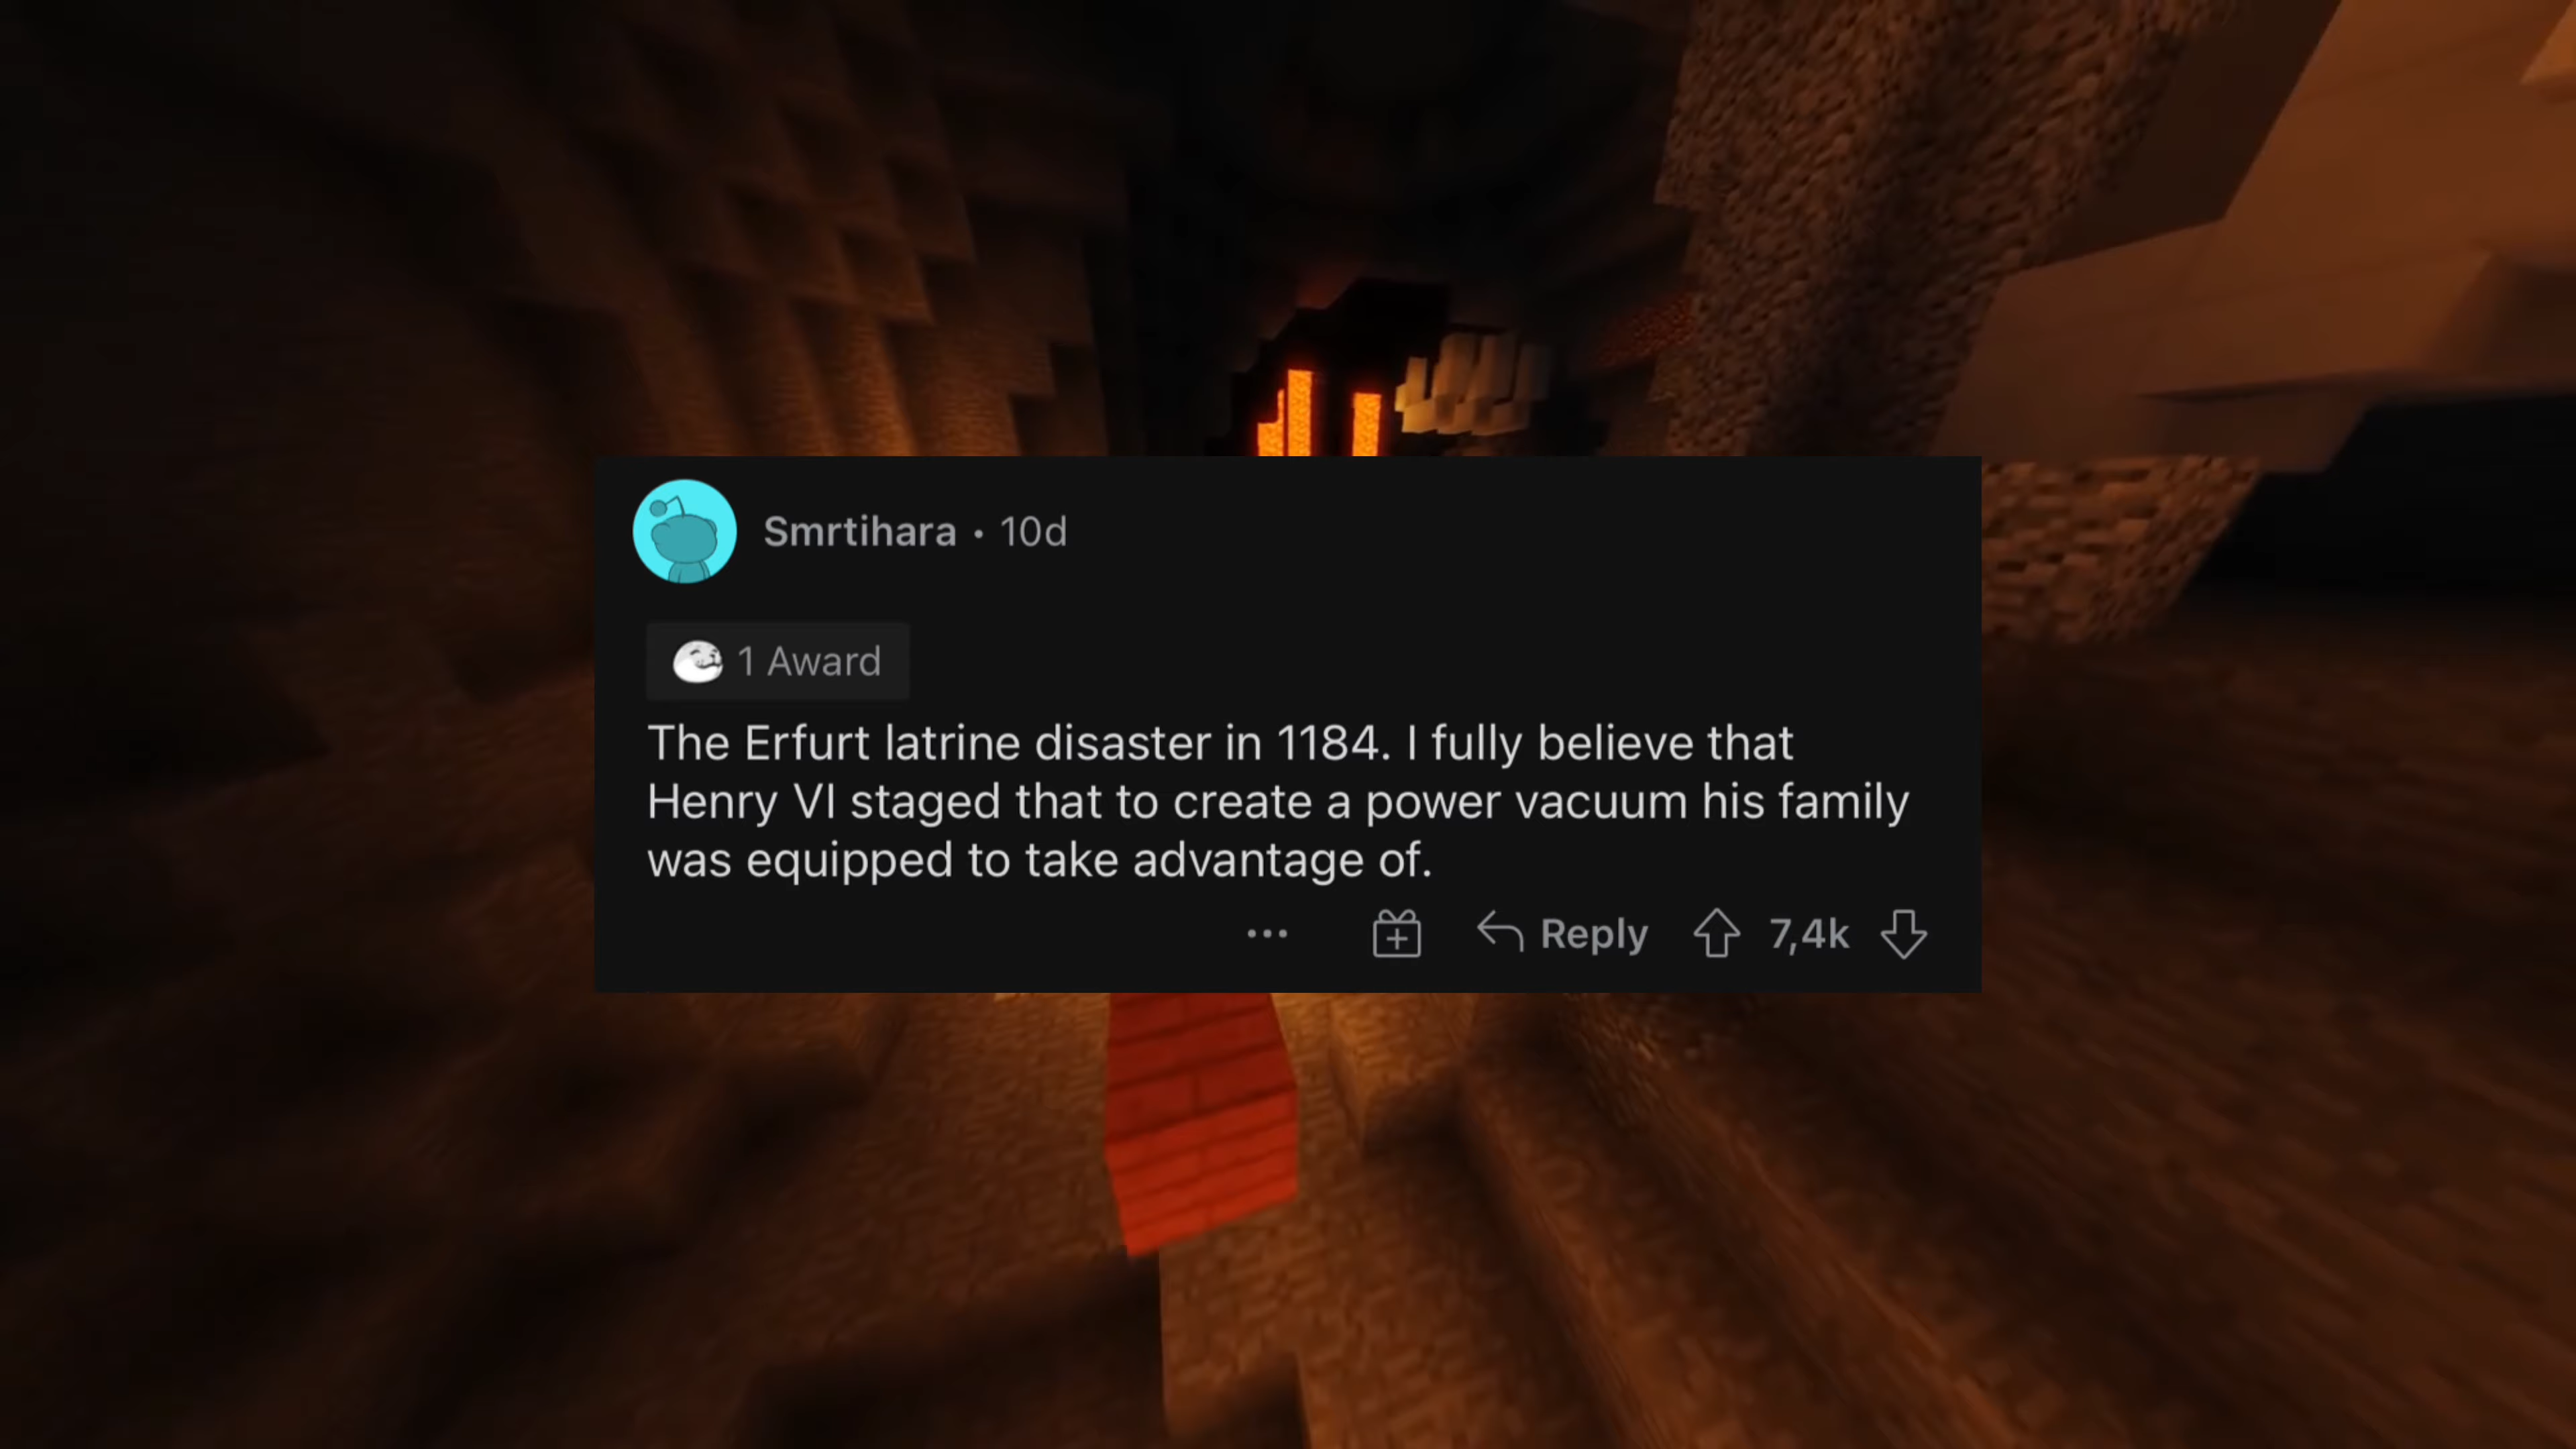 Smrtihara • 10d
1 Award
The Erfurt latrine disaster in 1184. I fully believe that
Henry VI staged that to create a power vacuum his family
was equipped to take advantage of.
Reply 7,4k